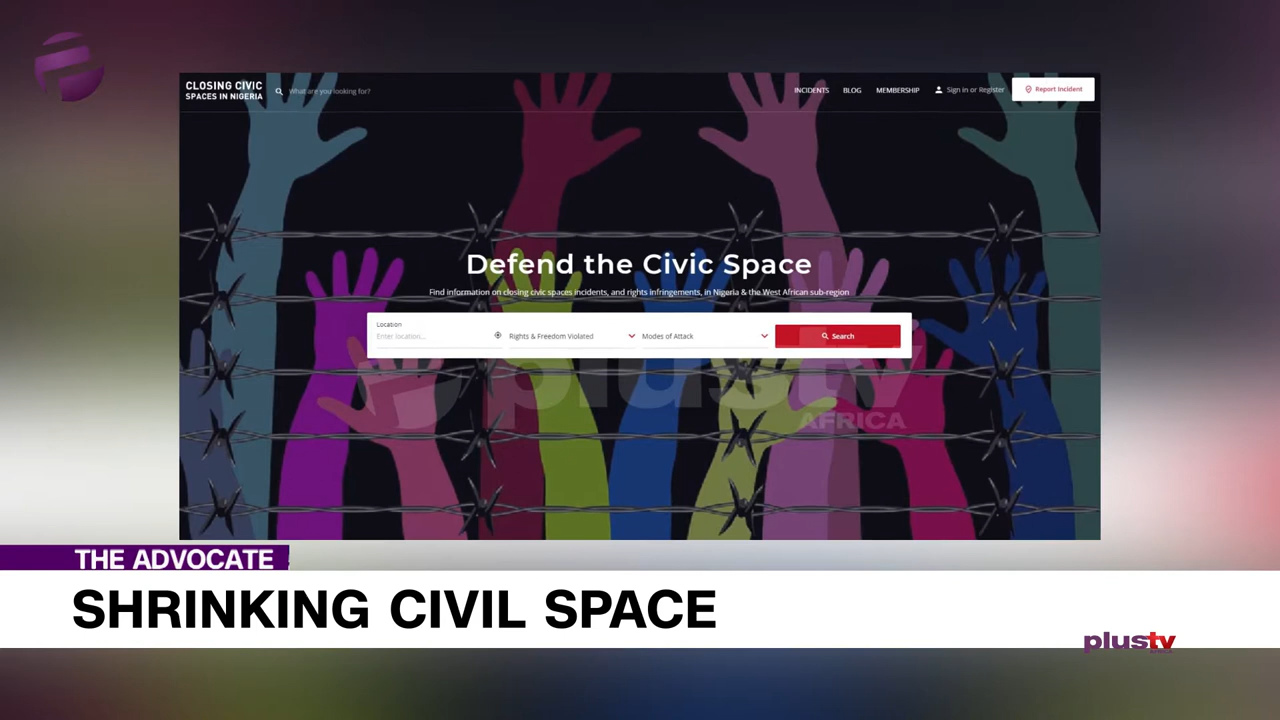 CLOSING CIVIC
SPACES IN NIGERIA
What are you looking for?
INCIDENTS
BLOG
MEMBERSHIP
Sign in or Register
Report Incident
Defend the Civic Space
Find information on closing civic spaces incidents, and rights infringements, in Nigeria & the West African sub-region
Location
Enter location...
Rights & Freedom Violated
Modes of Attack
Search
plustv
AFRICA
THE ADVOCATE
SHRINKING CIVIL SPACE
plustv